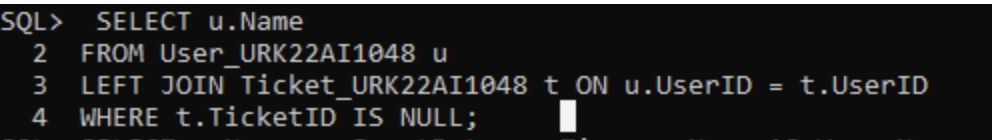 SQL>  SELECT u.Name
  2  FROM User_URK22AI1048 u
  3  LEFT JOIN Ticket_URK22AI1048 t ON u.UserID = t.UserID
  4  WHERE t.TicketID IS NULL;